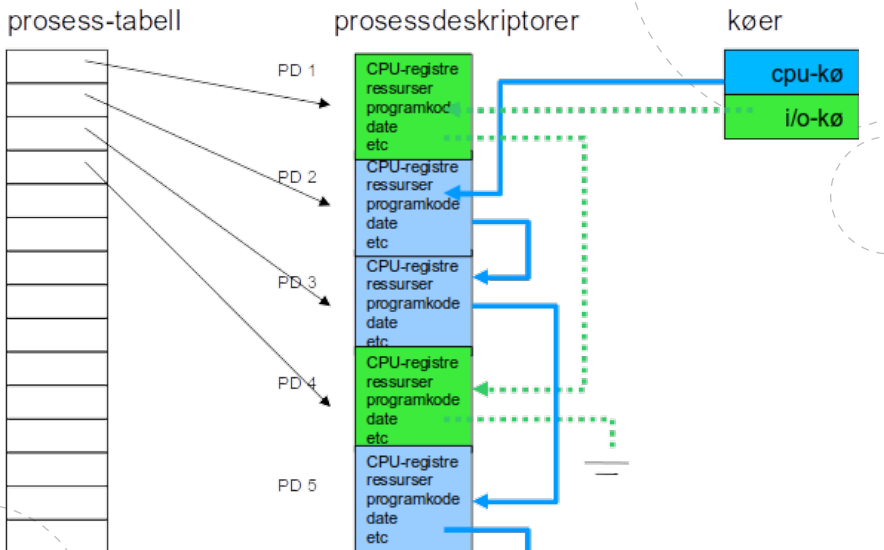 prosess-tabell
prosessdeskriptorer
køer
PD 1
CPU-registre
ressurser
programkod
date
etc
cpu-kø
i/o-kø
PD 2
CPU-registre
ressurser
programkode
date
etc
PD 3
CPU-registre
ressurser
programkode
date
etc
PD 4
CPU-registre
ressurser
programkode
date
etc
PD 5
CPU-registre
ressurser
programkode
date
etc